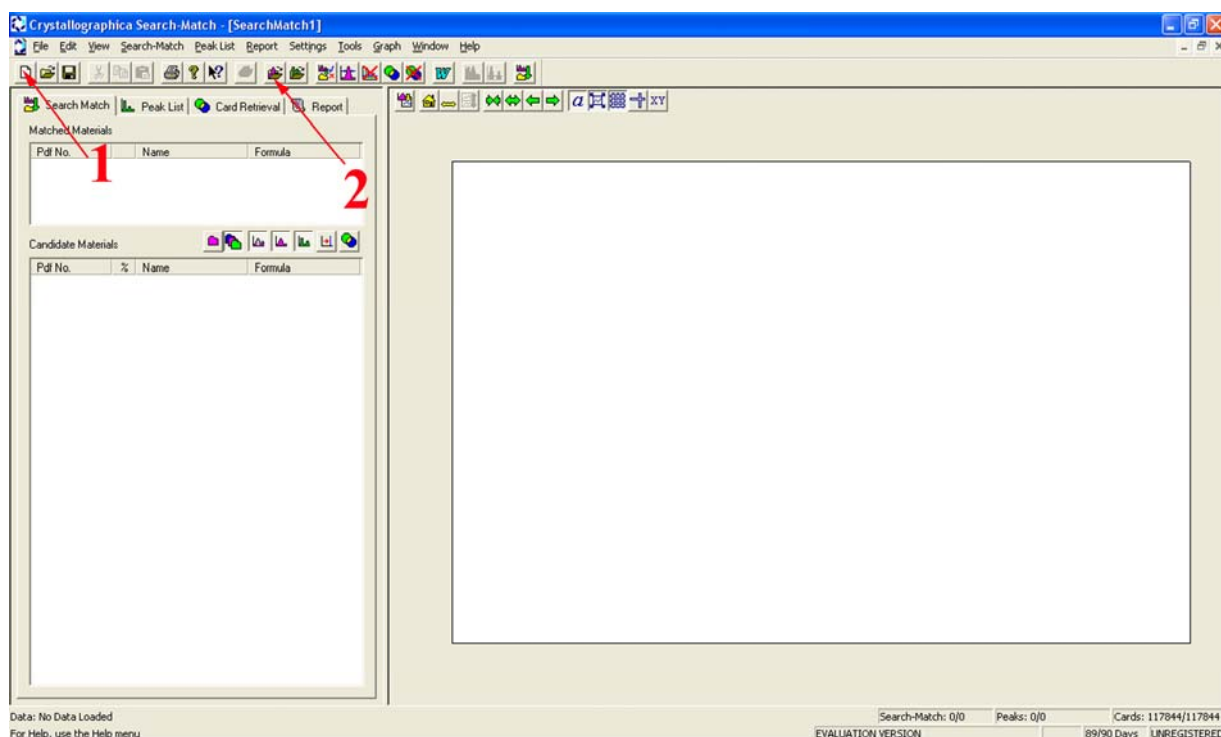 Crystallographica Search-Match - [SearchMatch1]
File Edit View Search-Match Peak List Report Settings Tools Graph Window Help
a XY
Search Match Peak List Card Retrieval Report
Matched Materials
Pdf No. Name Formula
1
2
Candidate Materials
Pdf No. % Name Formula
Data: No Data Loaded Search-Match: 0/0 Peaks: 0/0 Cards: 117844/117844
For Help, use the Help menu EVALUATION VERSION 89/90 Days UNREGISTERED